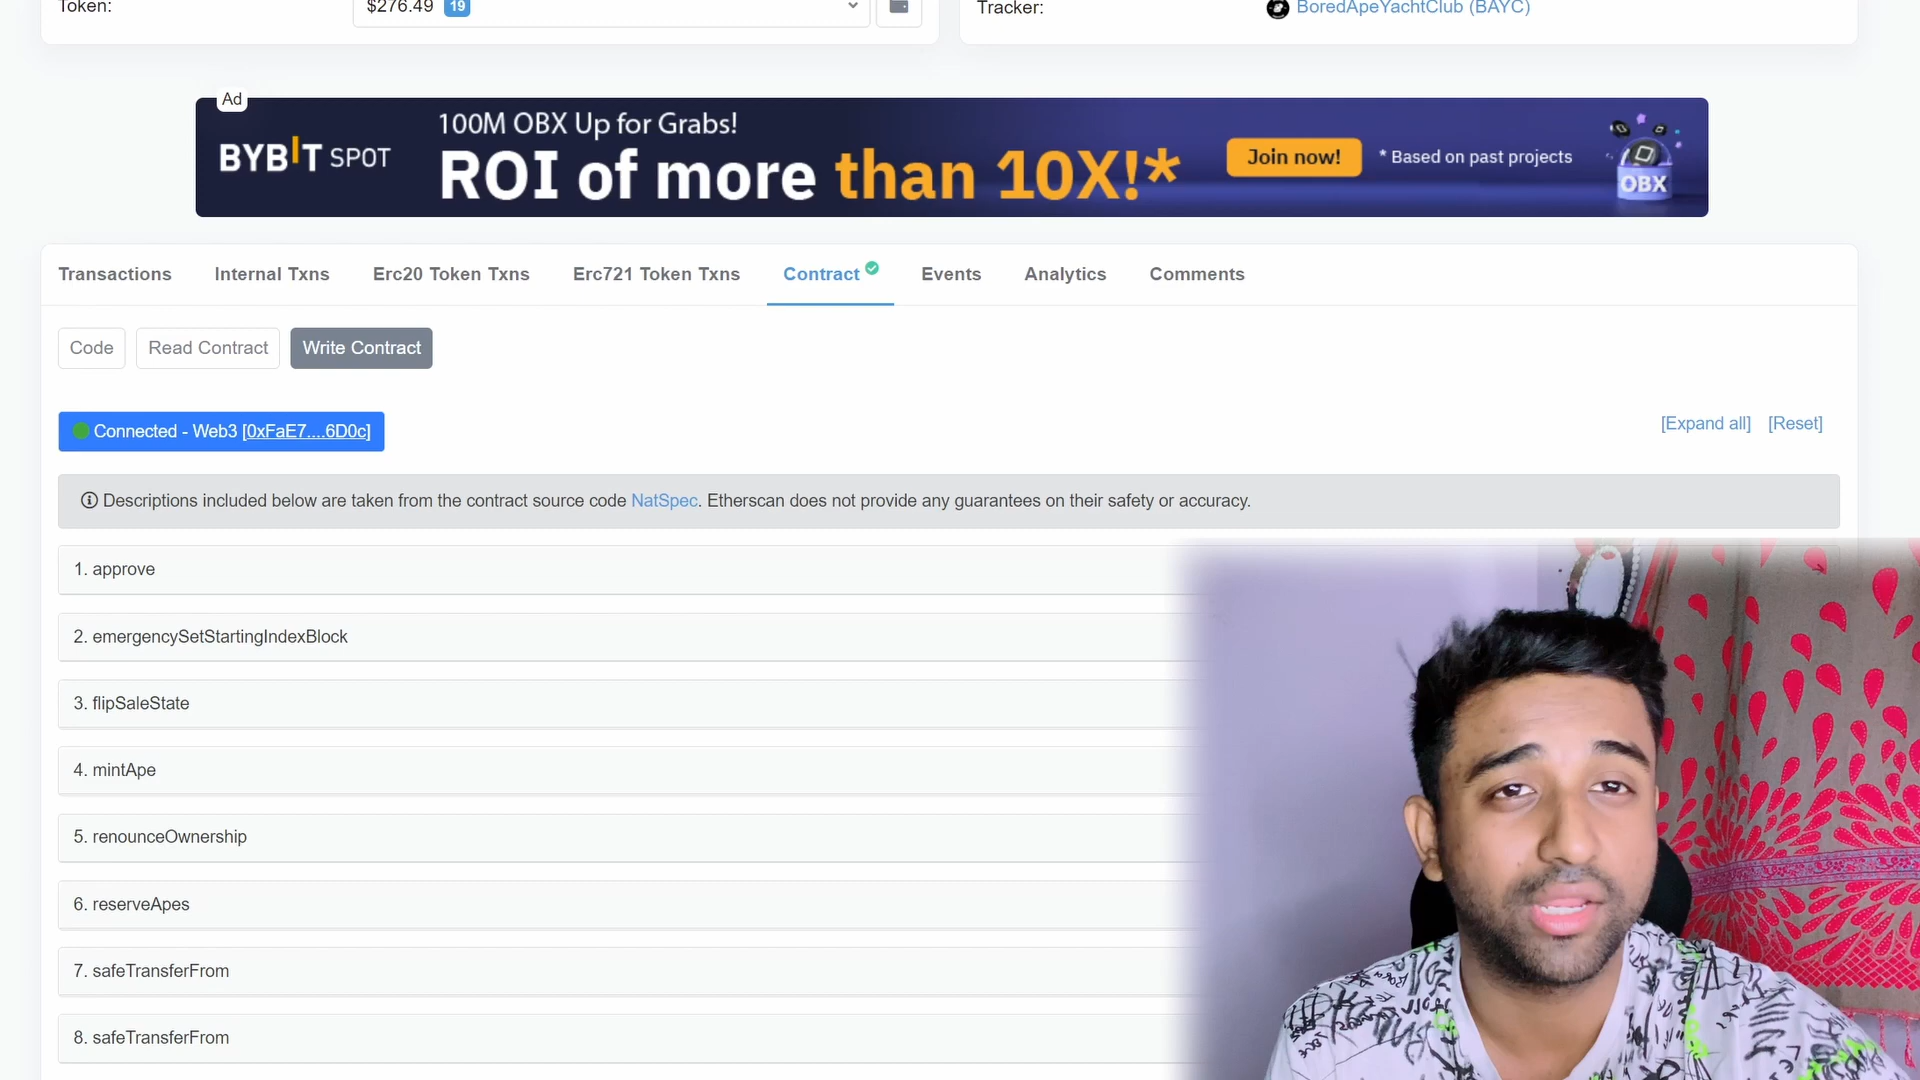 Token:
$276.49 19
Tracker:
BoredApeYachtClub (BAYC)
Ad
BYBIT SPOT
100M OBX Up for Grabs!
ROI of more than 10X!*
Join now!
* Based on past projects
OBX
Transactions
Internal Txns
Erc20 Token Txns
Erc721 Token Txns
Contract
Events
Analytics
Comments
Code
Read Contract
Write Contract
Connected - Web3 [0xFaE7....6D0c]
[Expand all] [Reset]
Descriptions included below are taken from the contract source code NatSpec. Etherscan does not provide any guarantees on their safety or accuracy.
1. approve
2. emergencySetStartingIndexBlock
3. flipSaleState
4. mintApe
5. renounceOwnership
6. reserveApes
7. safeTransferFrom
8. safeTransferFrom